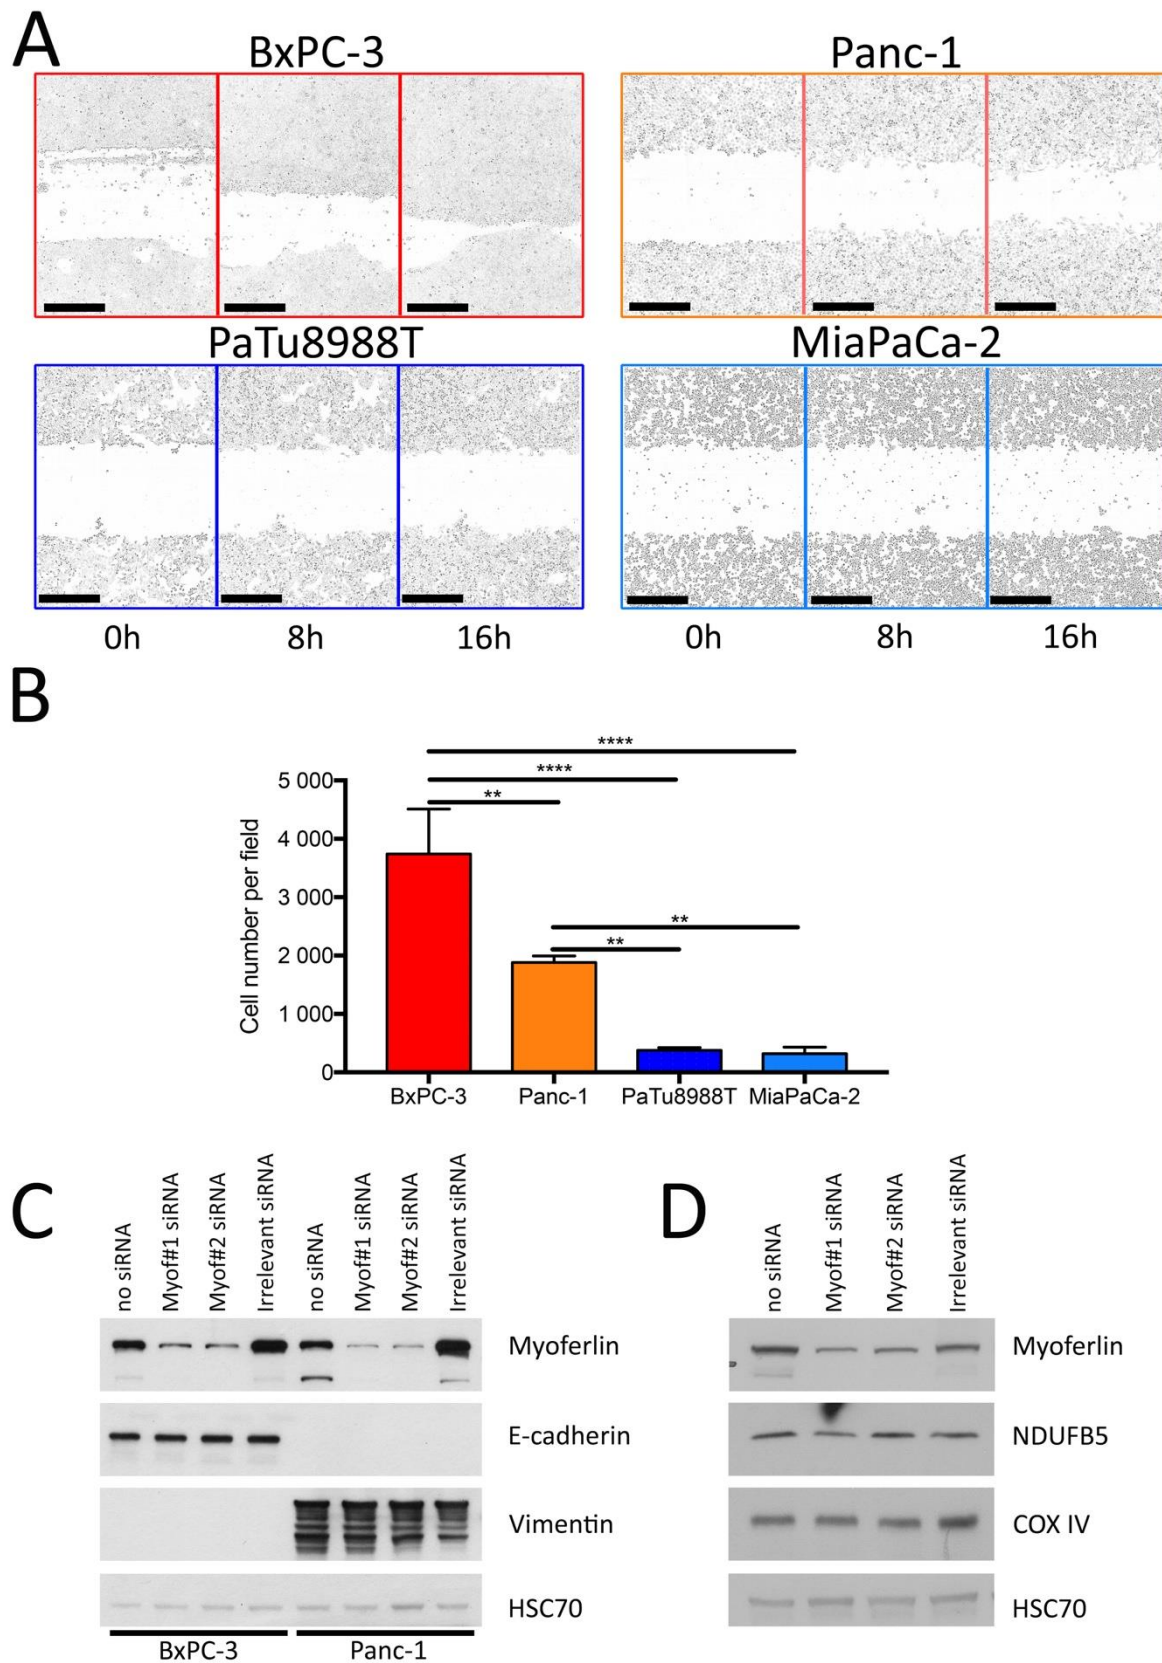 A
BxPC-3
Panc-1
PaTu8988T
MiaPaCa-2
0h 8h 16h
0h 8h 16h
B
****
****
**
**
**
Cell number per field
5 000
4 000
3 000
2 000
1 000
0
BxPC-3 Panc-1 PaTu8988T MiaPaCa-2
C
no siRNA
Myof#1 siRNA
Myof#2 siRNA
Irrelevant siRNA
no siRNA
Myof#1 siRNA
Myof#2 siRNA
Irrelevant siRNA
Myoferlin
E-cadherin
Vimentin
HSC70
BxPC-3 Panc-1
D
no siRNA
Myof#1 siRNA
Myof#2 siRNA
Irrelevant siRNA
Myoferlin
NDUFB5
COX IV
HSC70